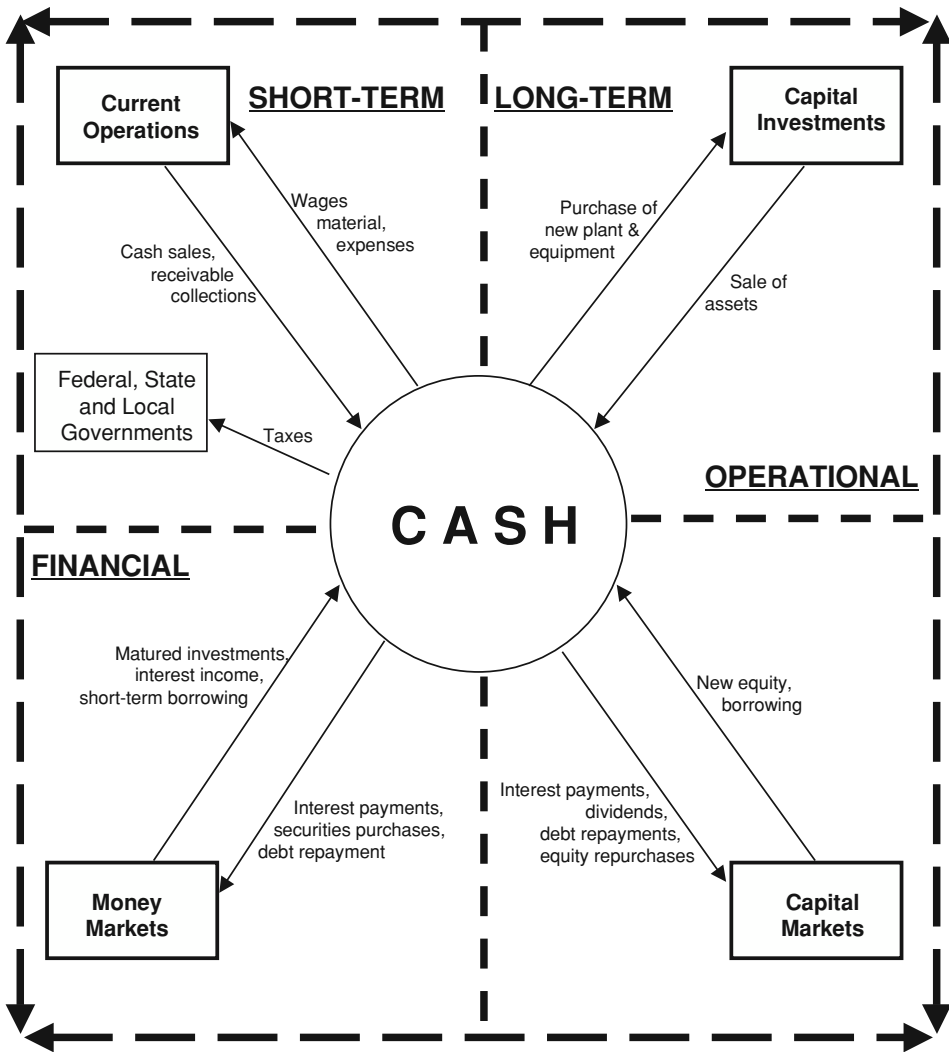 SHORT-TERM
LONG-TERM
Current
Operations
Capital
Investments
Wages
material,
expenses
Cash sales,
receivable
collections
Purchase of
new plant &
equipment
Sale of
assets
Federal, State
and Local
Governments
Taxes
OPERATIONAL
CASH
FINANCIAL
Matured investments,
interest income,
short-term borrowing
New equity,
borrowing
Interest payments,
securities purchases,
debt repayment
Interest payments,
dividends,
debt repayments,
equity repurchases
Money
Markets
Capital
Markets